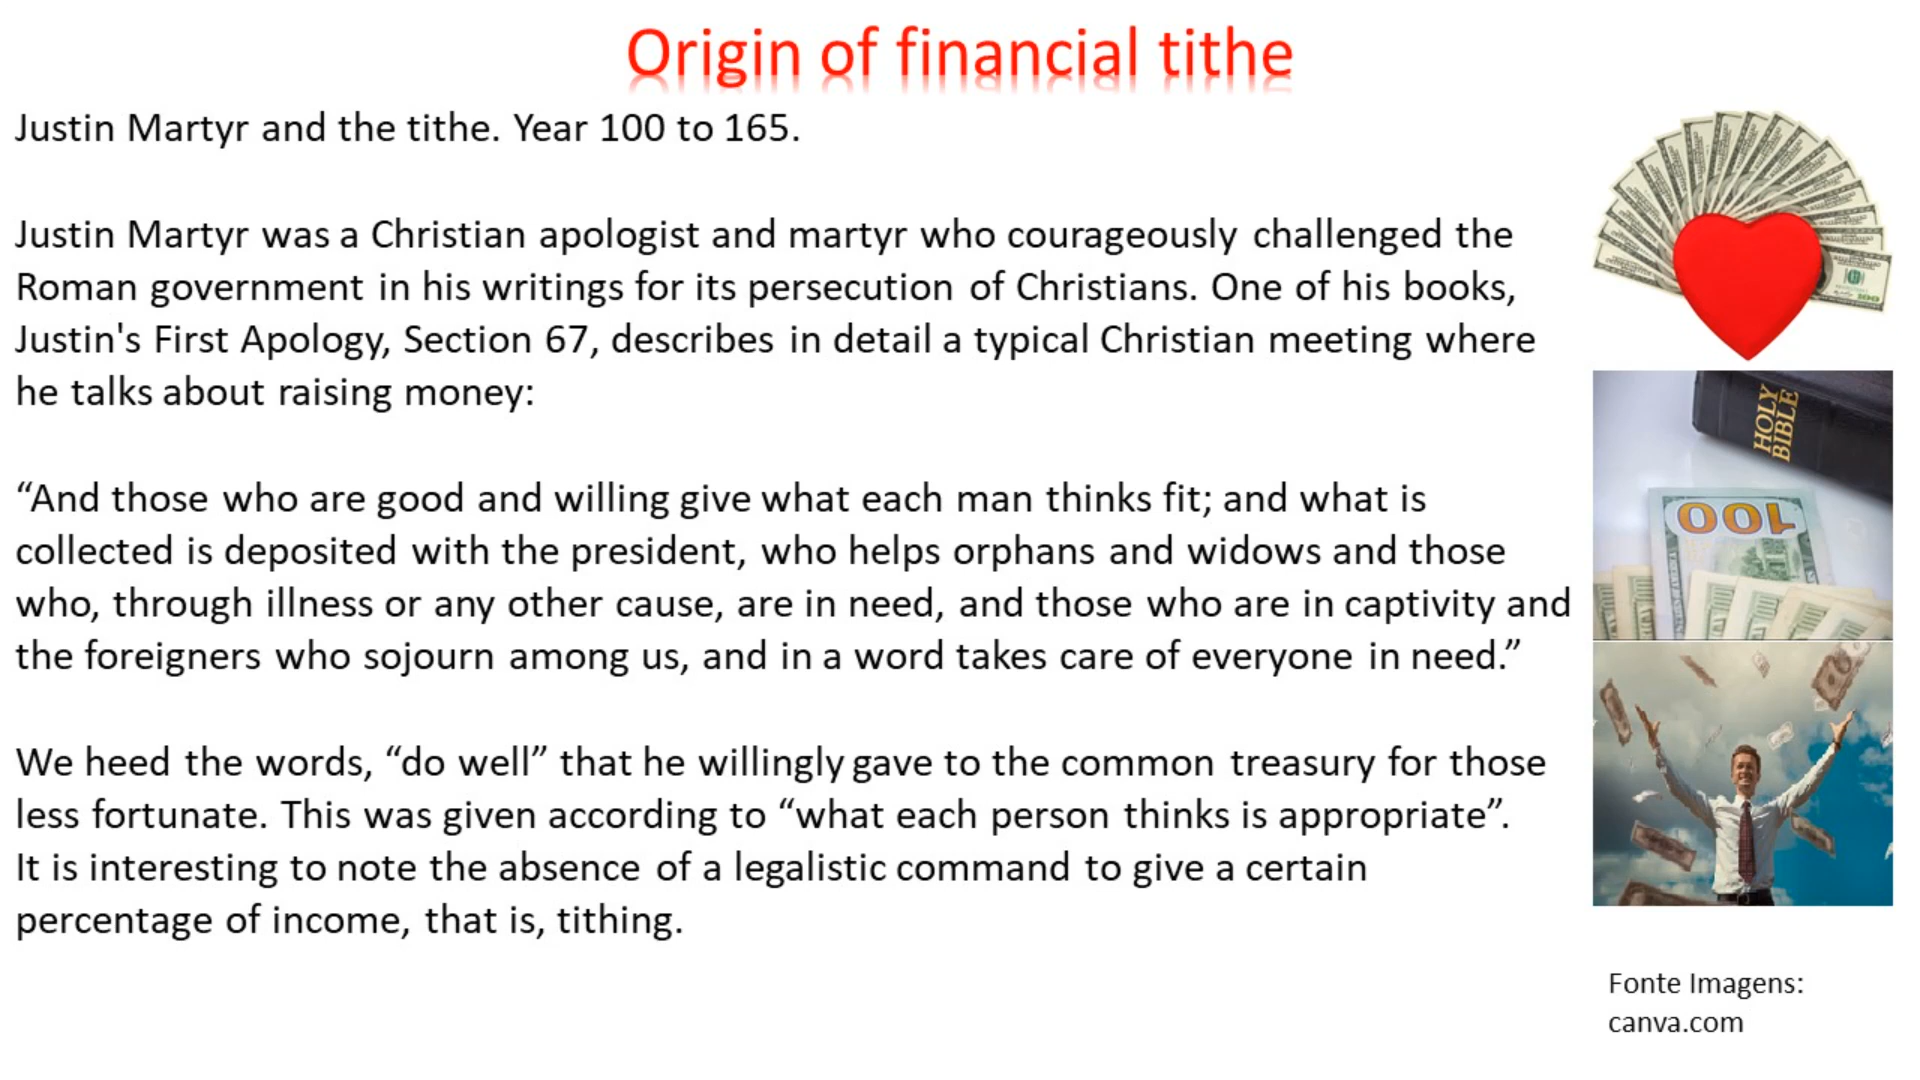 Origin of financial tithe
Justin Martyr and the tithe. Year 100 to 165.
Justin Martyr was a Christian apologist and martyr who courageously challenged the
Roman government in his writings for its persecution of Christians. One of his books,
Justin's First Apology, Section 67, describes in detail a typical Christian meeting where
he talks about raising money:
“And those who are good and willing give what each man thinks fit; and what is
collected is deposited with the president, who helps orphans and widows and those
who, through illness or any other cause, are in need, and those who are in captivity and
the foreigners who sojourn among us, and in a word takes care of everyone in need.”
We heed the words, “do well” that he willingly gave to the common treasury for those
less fortunate. This was given according to “what each person thinks is appropriate”.
It is interesting to note the absence of a legalistic command to give a certain
percentage of income, that is, tithing.
HOLY
BIBLE
100
100
Fonte Imagens:
canva.com